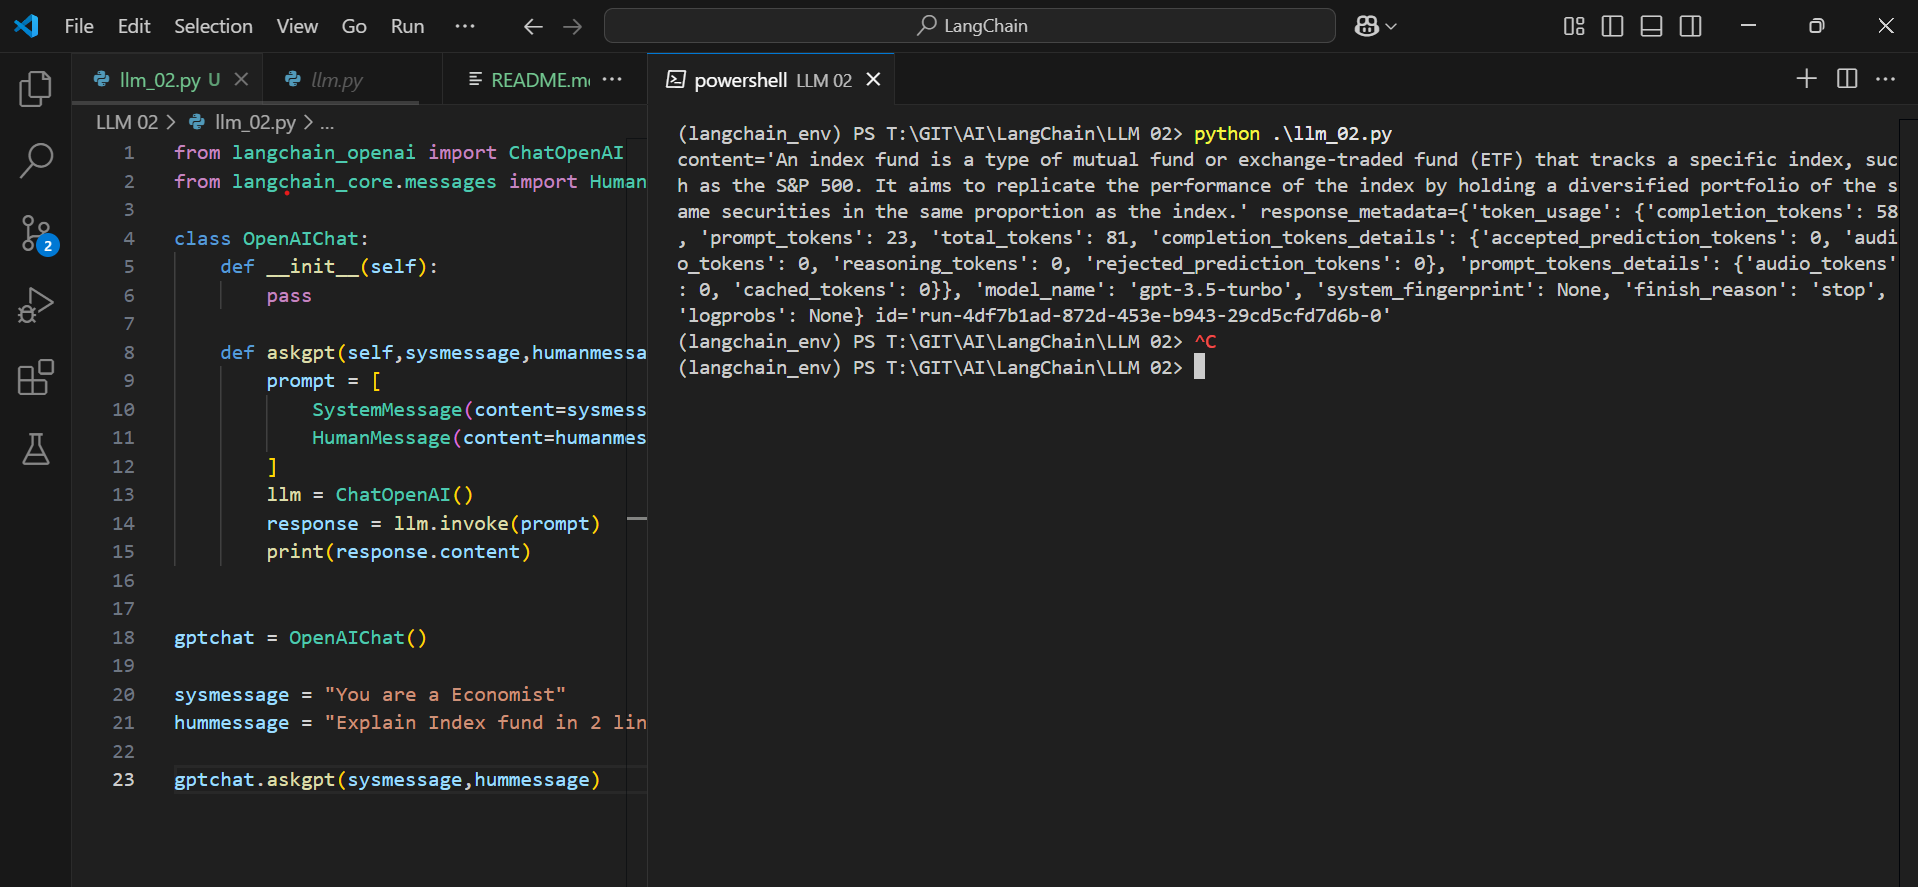 File Edit Selection View Go Run ··· LangChain
llm_02.py U llm.py README.m ···
powershell LLM 02
LLM 02 > llm_02.py > ...
1 from langchain_openai import ChatOpenAI
2 from langchain_core.messages import Human
3
4 class OpenAIChat:
5 def __init__(self):
6 pass
7
8 def askgpt(self,sysmessage,humanmessa
9 prompt = [
10 SystemMessage(content=sysmess
11 HumanMessage(content=humanmes
12 ]
13 llm = ChatOpenAI()
14 response = llm.invoke(prompt)
15 print(response.content)
16
17
18 gptchat = OpenAIChat()
19
20 sysmessage = "You are a Economist"
21 hummessage = "Explain Index fund in 2 lin
22
23 gptchat.askgpt(sysmessage,hummessage)
2
(langchain_env) PS T:\GIT\AI\LangChain\LLM 02> python .\llm_02.py
content='An index fund is a type of mutual fund or exchange-traded fund (ETF) that tracks a specific index, suc
h as the S&P 500. It aims to replicate the performance of the index by holding a diversified portfolio of the s
ame securities in the same proportion as the index.' response_metadata={'token_usage': {'completion_tokens': 58
, 'prompt_tokens': 23, 'total_tokens': 81, 'completion_tokens_details': {'accepted_prediction_tokens': 0, 'audi
o_tokens': 0, 'reasoning_tokens': 0, 'rejected_prediction_tokens': 0}, 'prompt_tokens_details': {'audio_tokens'
: 0, 'cached_tokens': 0}}, 'model_name': 'gpt-3.5-turbo', 'system_fingerprint': None, 'finish_reason': 'stop',
'logprobs': None} id='run-4df7b1ad-872d-453e-b943-29cd5cfd7d6b-0'
(langchain_env) PS T:\GIT\AI\LangChain\LLM 02> ^C
(langchain_env) PS T:\GIT\AI\LangChain\LLM 02>